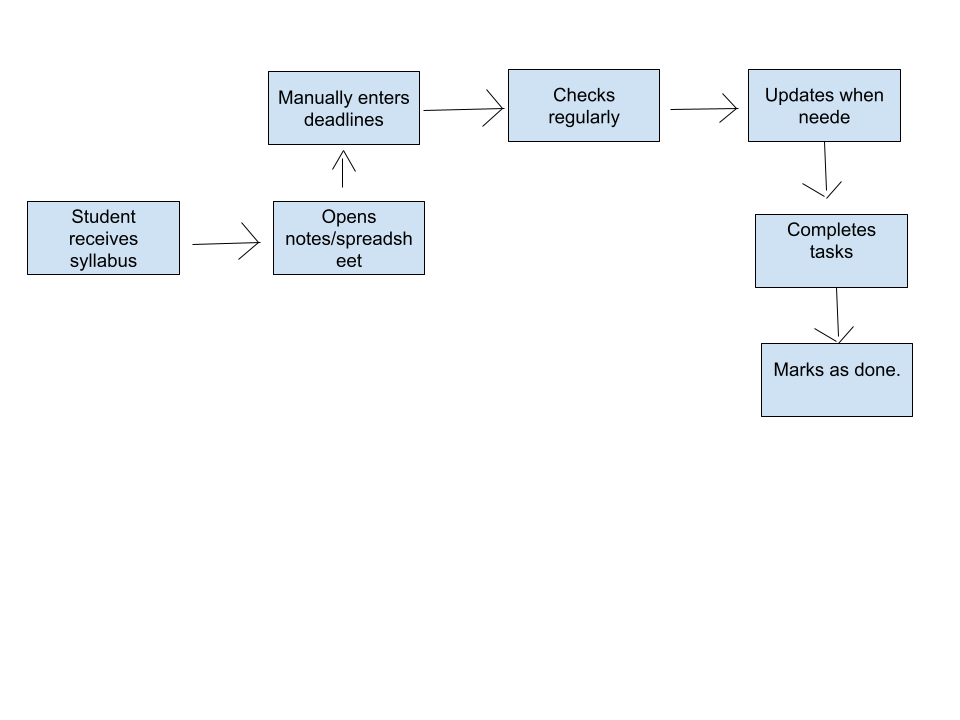 Student
receives
syllabus
Opens
notes/spreadsh
eet
Manually enters
deadlines
Checks
regularly
Updates when
neede
Completes
tasks
Marks as done.